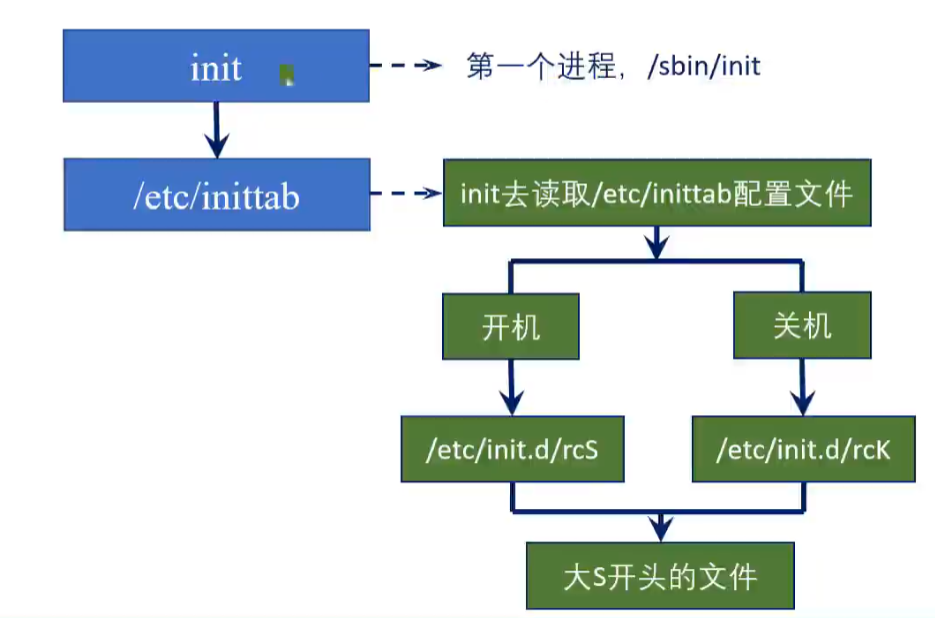 init
第一个进程，/sbin/init
/etc/inittab
init去读取/etc/inittab配置文件
开机
关机
/etc/init.d/rcS
/etc/init.d/rcK
大S开头的文件